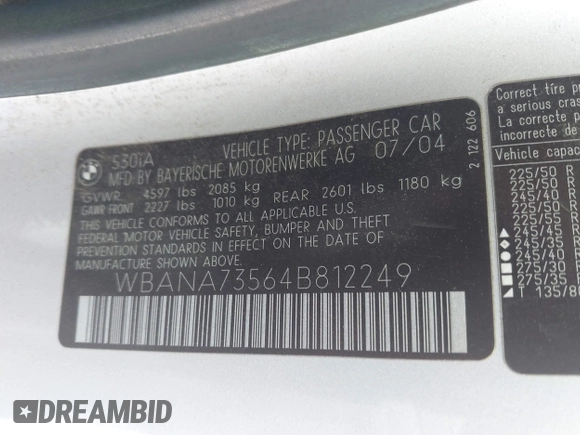 BMW
530iA
VEHICLE TYPE: PASSENGER CAR
MFD BY BAYERISCHE MOTORENWERKE AG 07/04
GVWR 4597 lbs 2085 kg
GAWR FRONT 2227 lbs 1010 kg REAR 2601 lbs 1180 kg
THIS VEHICLE CONFORMS TO ALL APPLICABLE U.S.
FEDERAL MOTOR VEHICLE SAFETY, BUMPER AND THEFT
PREVENTION STANDARDS IN EFFECT ON THE DATE
OF MANUFACTURE SHOWN ABOVE.
WBANA73564B812249
2 122 606
Correct tire pr
a serious cras
La correcte p
incorrecte de
Vehicle capac
225/50 R
225/50 R
245/40 R
225/50 R
225/55 R
245/45 R
245/35 R
245/40 R
275/30 R
275/35 R
T 135/80
DREAMBID